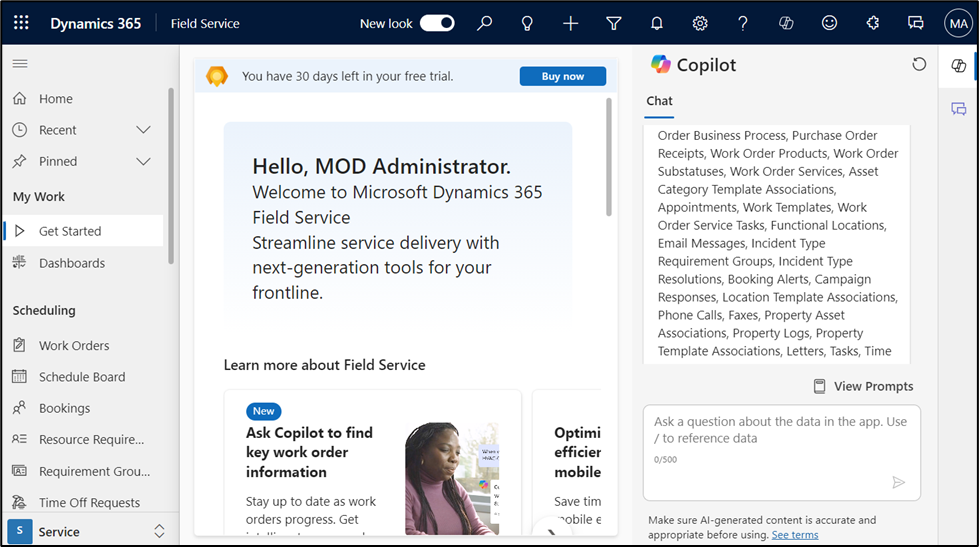 Dynamics 365
Field Service
New look
MA
Home
Recent
Pinned
My Work
Get Started
Dashboards
Scheduling
Work Orders
Schedule Board
Bookings
Resource Require...
Requirement Grou...
Time Off Requests
S
Service
You have 30 days left in your free trial.
Buy now
Hello, MOD Administrator.
Welcome to Microsoft Dynamics 365
Field Service
Streamline service delivery with
next-generation tools for your
frontline.
Learn more about Field Service
New
Ask Copilot to find
key work order
information
Stay up to date as work
orders progress. Get
efficien
mobile
Save tim
Copilot
Chat
Order Business Process, Purchase Order
Receipts, Work Order Products, Work Order
Substatuses, Work Order Services, Asset
Category Template Associations,
Appointments, Work Templates, Work
Order Service Tasks, Functional Locations,
Email Messages, Incident Type
Requirement Groups, Incident Type
Resolutions, Booking Alerts, Campaign
Responses, Location Template Associations,
Phone Calls, Faxes, Property Asset
Associations, Property Logs, Property
Template Associations, Letters, Tasks, Time
View Prompts
Ask a question about the data in the app. Use
/ to reference data
0/500
Make sure AI-generated content is accurate and
appropriate before using. See terms